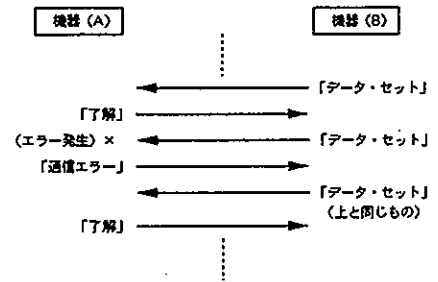 機器 (A)
機器 (B)
「データ・セット」
「了解」
(エラー発生) ×
「データ・セット」
「通信エラー」
「データ・セット」
(上と同じもの)
「了解」